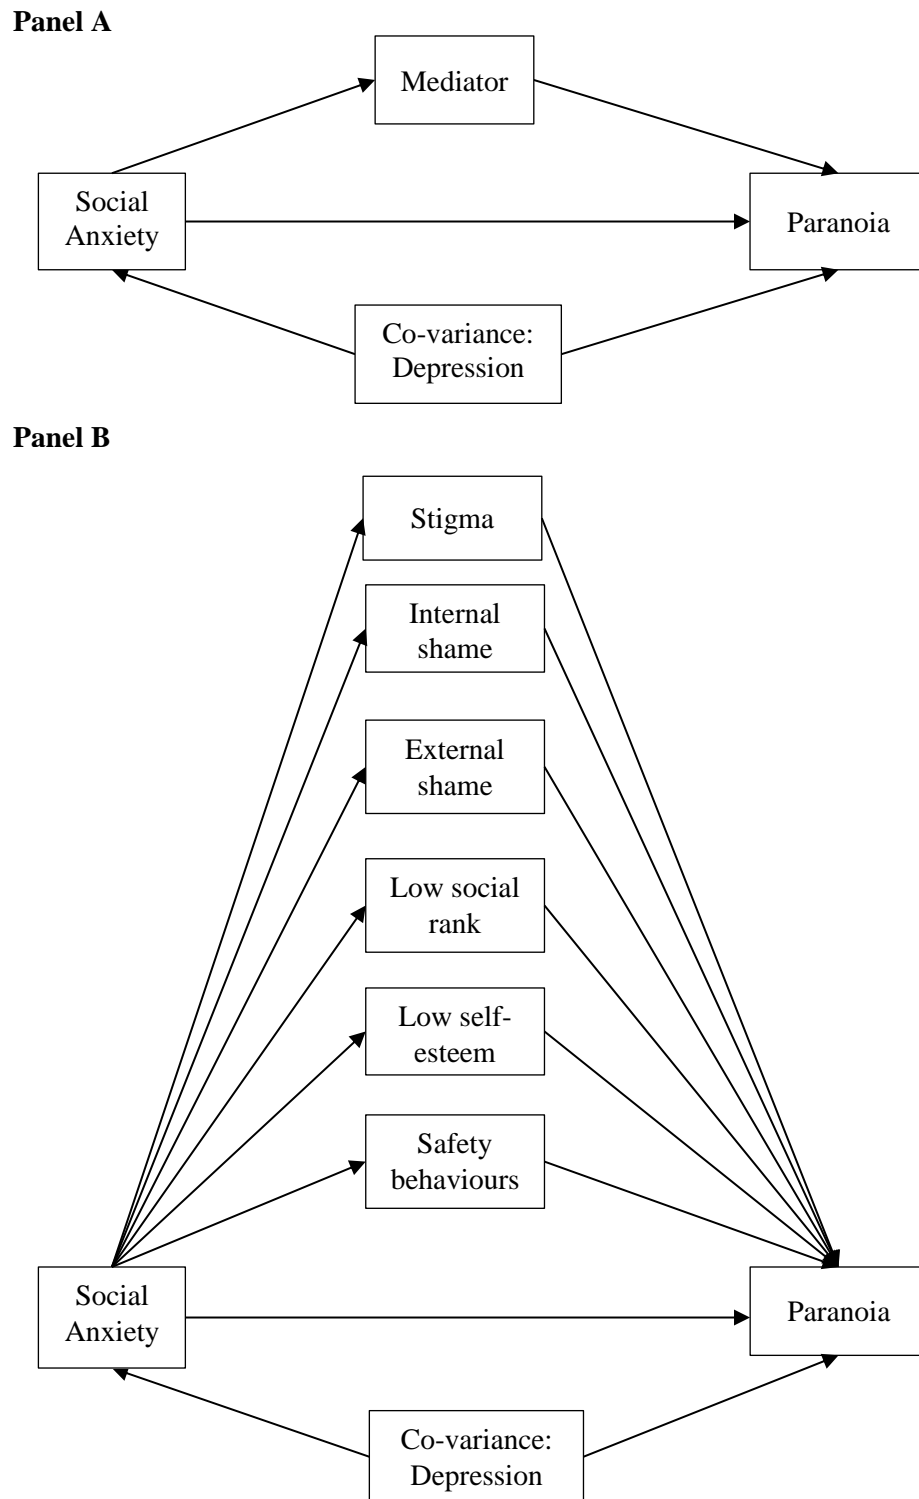 Panel A
Mediator
Social
Anxiety
Paranoia
Co-variance:
Depression
Panel B
Stigma
Internal
shame
External
shame
Low social
rank
Low self-
esteem
Safety
behaviours
Social
Anxiety
Paranoia
Co-variance:
Depression